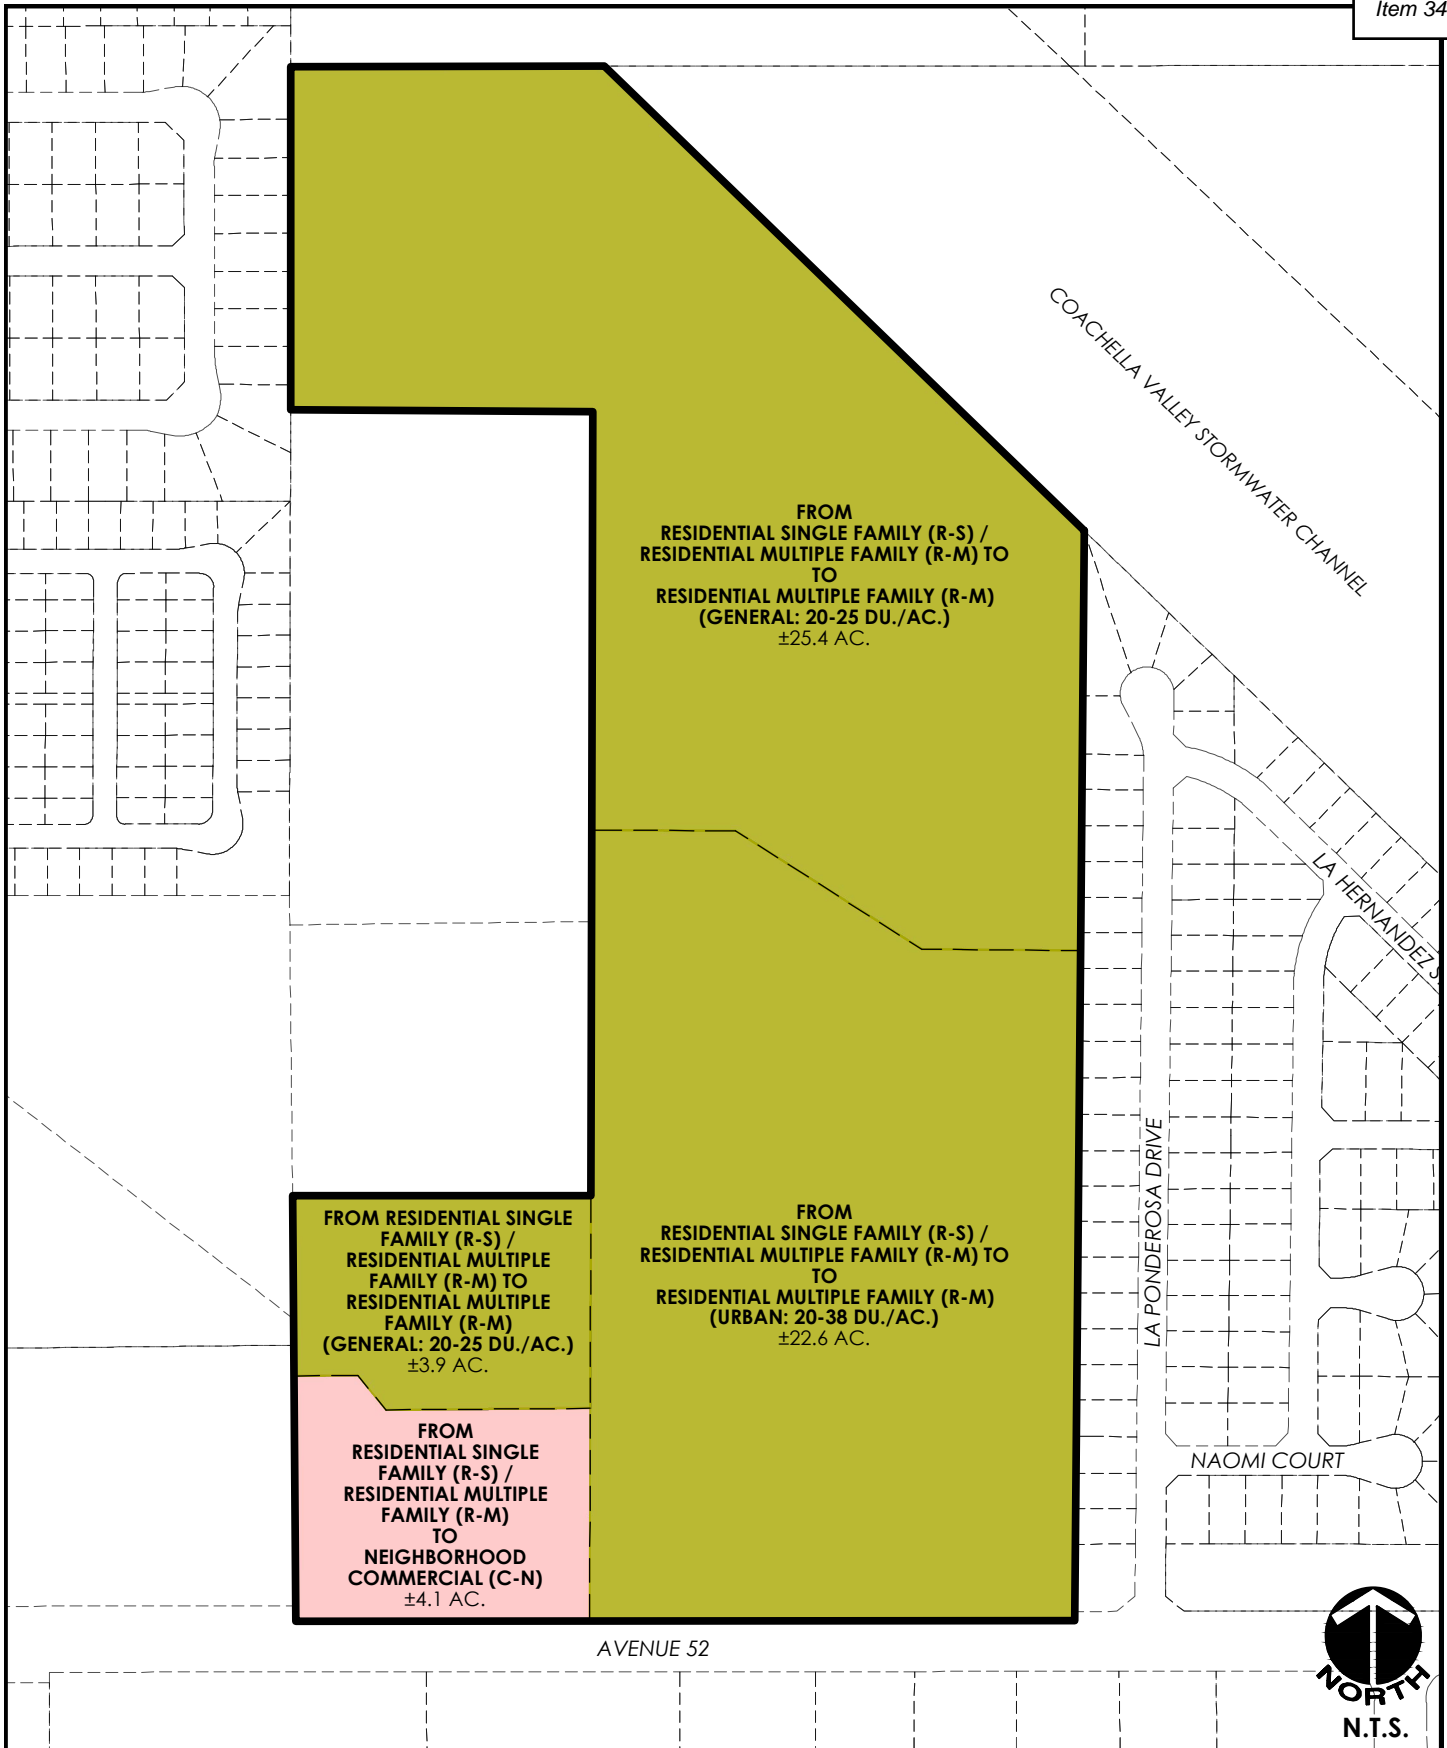 Item 34
COACHELLA VALLEY STORMWATER CHANNEL
FROM
RESIDENTIAL SINGLE FAMILY (R-S) /
RESIDENTIAL MULTIPLE FAMILY (R-M) TO
TO
RESIDENTIAL MULTIPLE FAMILY (R-M)
(GENERAL: 20-25 DU./AC.)
±25.4 AC.
LA HERNANDEZ S
LA PONDEROSA DRIVE
FROM RESIDENTIAL SINGLE
FAMILY (R-S) /
RESIDENTIAL MULTIPLE
FAMILY (R-M) TO
RESIDENTIAL MULTIPLE
FAMILY (R-M)
(GENERAL: 20-25 DU./AC.)
±3.9 AC.
FROM
RESIDENTIAL SINGLE FAMILY (R-S) /
RESIDENTIAL MULTIPLE FAMILY (R-M) TO
TO
RESIDENTIAL MULTIPLE FAMILY (R-M)
(URBAN: 20-38 DU./AC.)
±22.6 AC.
FROM
RESIDENTIAL SINGLE
FAMILY (R-S) /
RESIDENTIAL MULTIPLE
FAMILY (R-M)
TO
NEIGHBORHOOD
COMMERCIAL (C-N)
±4.1 AC.
NAOMI COURT
AVENUE 52
NORTH
N.T.S.